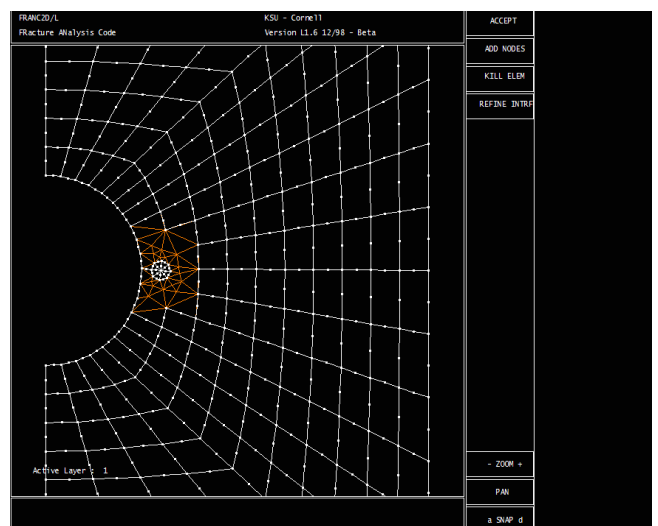 FRANC2D/L
KSU - Cornell
FRacture ANalysis Code
Version L1.6 12/98 - Beta
ACCEPT
ADD NODES
KILL ELEM
REFINE INTRF
Active Layer : 1
- ZOOM +
PAN
a SNAP d